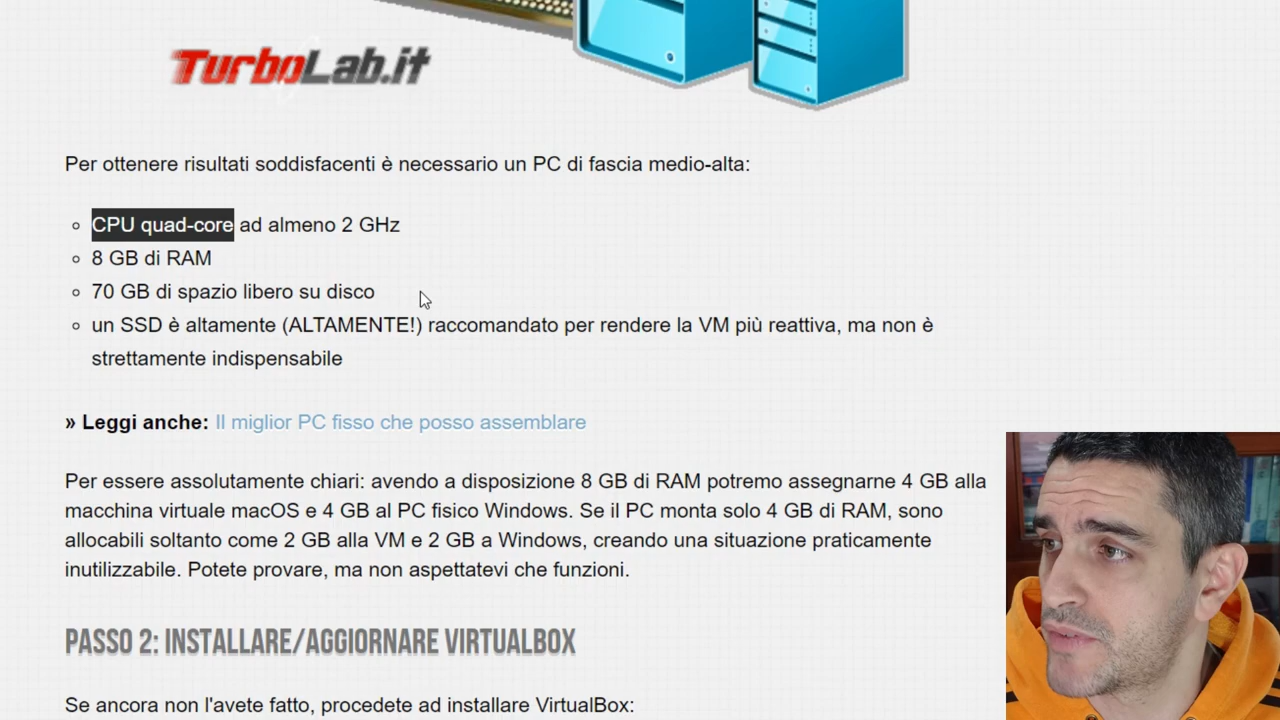 TurboLab.it
Per ottenere risultati soddisfacenti è necessario un PC di fascia medio-alta:
CPU quad-core ad almeno 2 GHz
8 GB di RAM
70 GB di spazio libero su disco
un SSD è altamente (ALTAMENTE!) raccomandato per rendere la VM più reattiva, ma non è
strettamente indispensabile
» Leggi anche: Il miglior PC fisso che posso assemblare
Per essere assolutamente chiari: avendo a disposizione 8 GB di RAM potremo assegnarne 4 GB alla
macchina virtuale macOS e 4 GB al PC fisico Windows. Se il PC monta solo 4 GB di RAM, sono
allocabili soltanto come 2 GB alla VM e 2 GB a Windows, creando una situazione praticamente
inutilizzabile. Potete provare, ma non aspettatevi che funzioni.
PASSO 2: INSTALLARE/AGGIORNARE VIRTUALBOX
Se ancora non l'avete fatto, procedete ad installare VirtualBox: